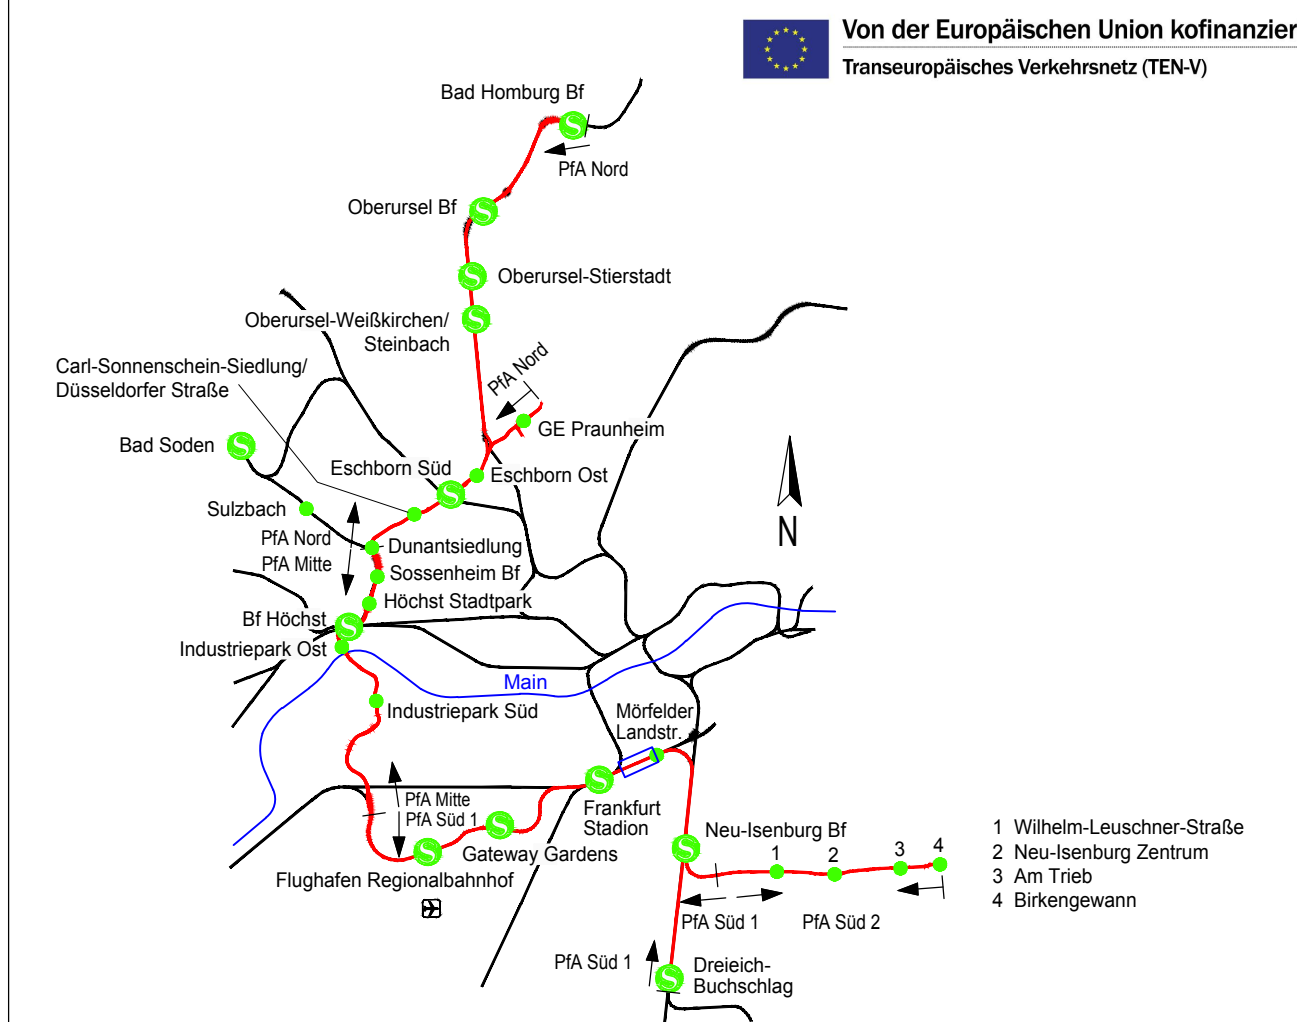 Von der Europäischen Union kofinanzier
Transeuropäisches Verkehrsnetz (TEN-V)
Bad Homburg Bf
PfA Nord
Oberursel Bf
Oberursel-Stierstadt
Oberursel-Weißkirchen/
Steinbach
PfA Nord
Carl-Sonnenschein-Siedlung/
Düsseldorfer Straße
GE Praunheim
Bad Soden
Eschborn Süd
Eschborn Ost
Sulzbach
PfA Nord
PfA Mitte
Dunantsiedlung
Sossenheim Bf
Höchst Stadtpark
Bf Höchst
Industriepark Ost
Main
Industriepark Süd
Mörfelder
Landstr.
N
PfA Mitte
PfA Süd 1
Frankfurt
Stadion
Gateway Gardens
Flughafen Regionalbahnhof
Neu-Isenburg Bf
1
2
3
4
PfA Süd 1
PfA Süd 2
PfA Süd 1
Dreieich-
Buchschlag
1 Wilhelm-Leuschner-Straße
2 Neu-Isenburg Zentrum
3 Am Trieb
4 Birkengewann
S
S
S
S
S
S
S
S
S
S
S
S